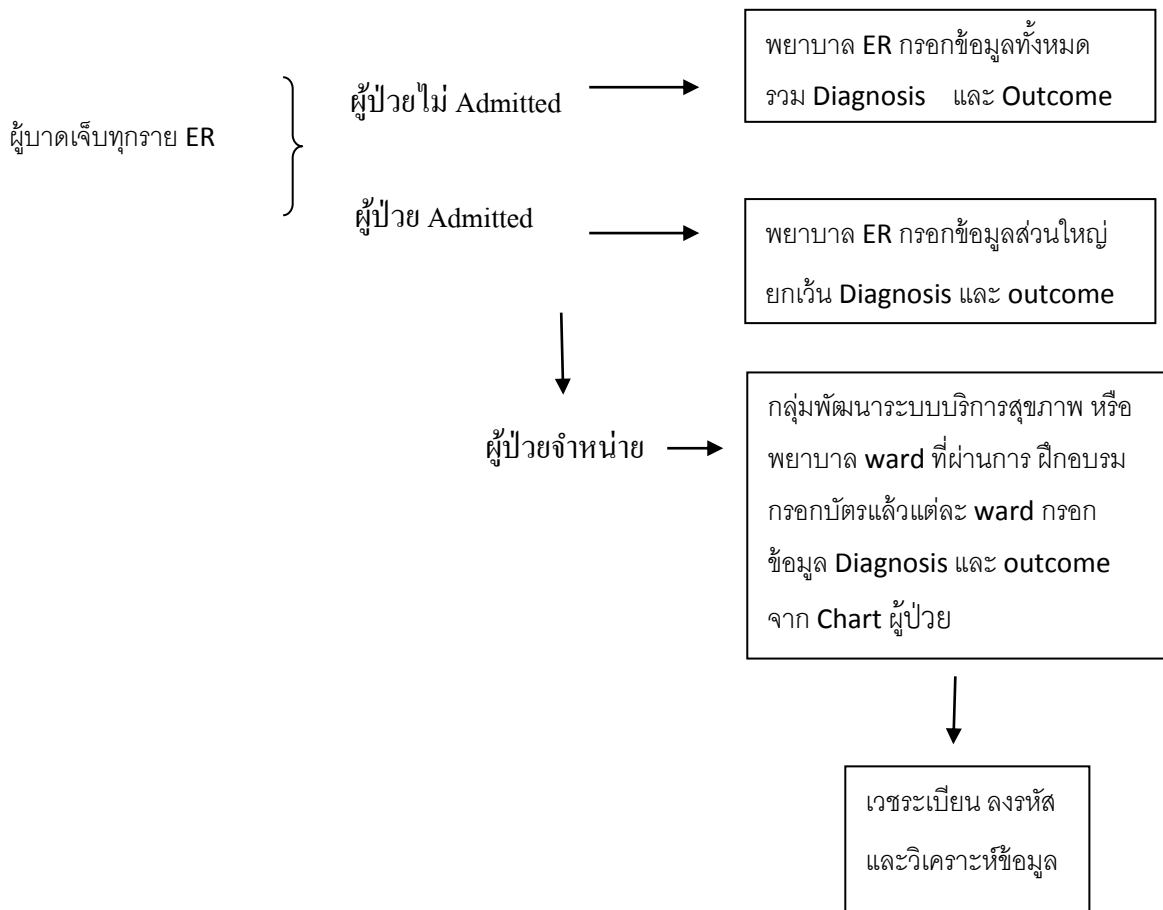 พยาบาล ER กรอกข้อมูลทั้งหมด
รวม Diagnosis และ Outcome
ผู้ป่วยไม่ Admitted
ผู้บาดเจ็บทุกราย ER
ผู้ป่วย Admitted
พยาบาล ER กรอกข้อมูลส่วนใหญ่
ยกเว้น Diagnosis และ outcome
ผู้ป่วยจำหน่าย
กลุ่มพัฒนาระบบบริการสุขภาพ หรือ
พยาบาล ward ที่ผ่านการ ฝึกอบรม
กรอกบัตรแล้วแต่ละ ward กรอก
ข้อมูล Diagnosis และ outcome
จาก Chart ผู้ป่วย
เวชระเบียน ลงรหัส
และวิเคราะห์ข้อมูล